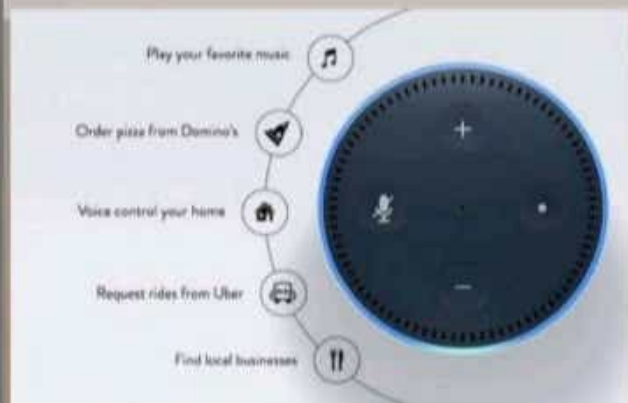 Play your favorite music
Order pizza from Domino's
Voice control your home
Request rides from Uber
Find local businesses